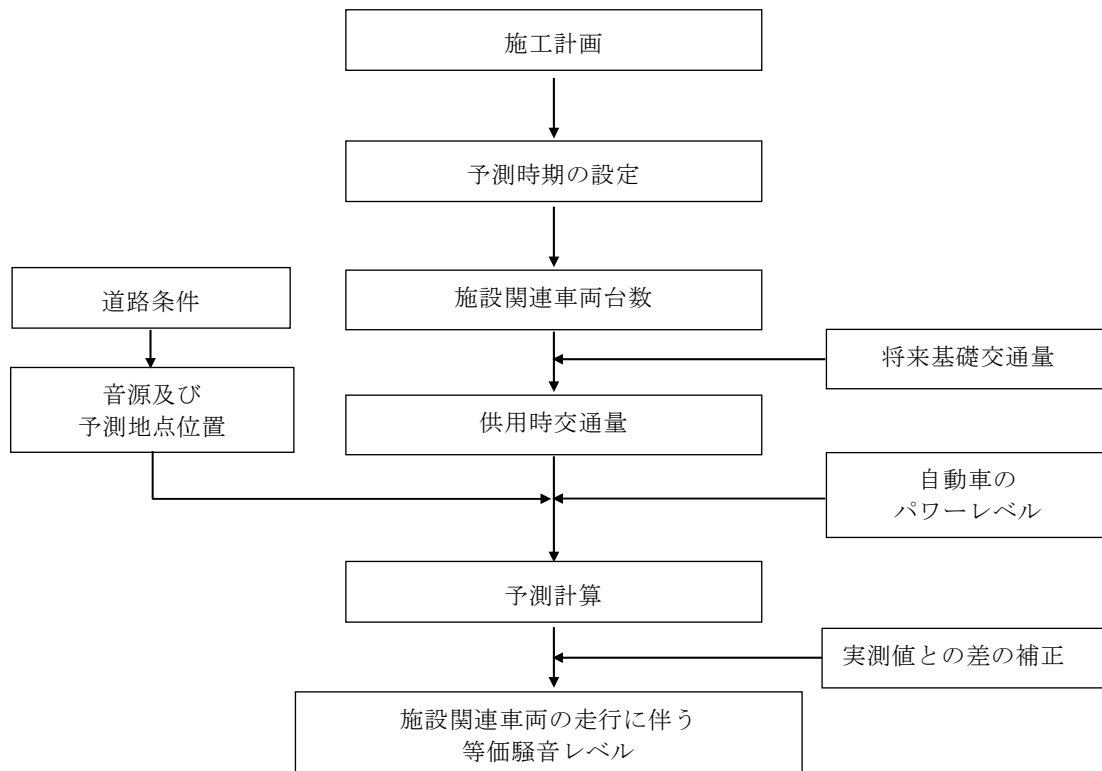 施工計画
予測時期の設定
施設関連車両台数
道路条件
将来基礎交通量
音源及び
予測地点位置
供用時交通量
自動車の
パワーレベル
予測計算
実測値との差の補正
施設関連車両の走行に伴う
等価騒音レベル